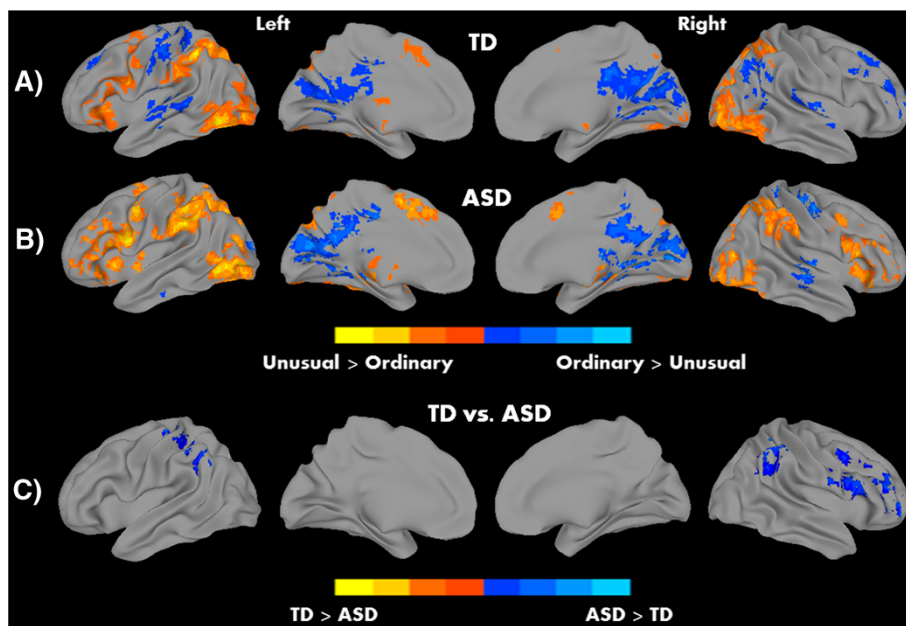 Left Right
TD
A)
ASD
B)
Unusual > Ordinary Ordinary > Unusual
TD vs. ASD
C)
TD > ASD ASD > TD